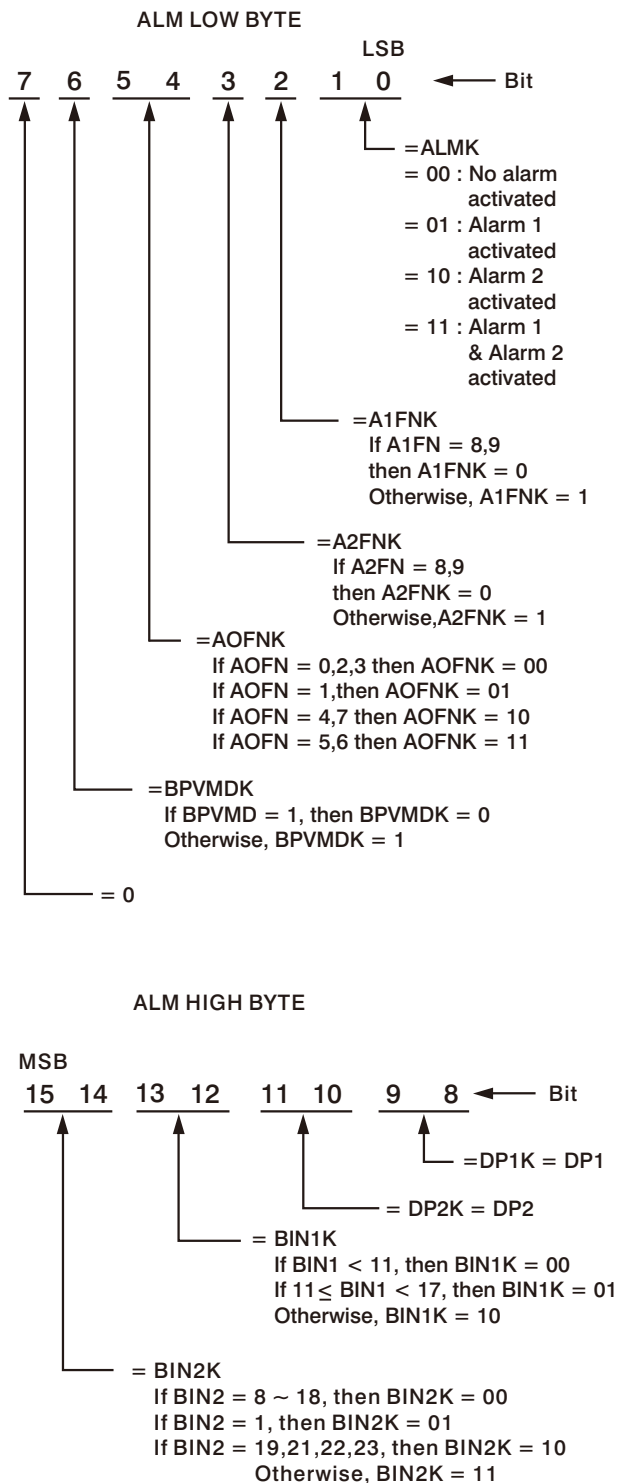 ALM LOW BYTE
LSB
7 6 5 4 3 2 1 0 Bit
=ALMK
= 00 : No alarm
activated
= 01 : Alarm 1
activated
= 10 : Alarm 2
activated
= 11 : Alarm 1
& Alarm 2
activated
=A1FNK
If A1FN = 8,9
then A1FNK = 0
Otherwise, A1FNK = 1
=A2FNK
If A2FN = 8,9
then A2FNK = 0
Otherwise,A2FNK = 1
=AOFNK
If AOFN = 0,2,3 then AOFNK = 00
If AOFN = 1,then AOFNK = 01
If AOFN = 4,7 then AOFNK = 10
If AOFN = 5,6 then AOFNK = 11
=BPVMDK
If BPVMD = 1, then BPVMDK = 0
Otherwise, BPVMDK = 1
= 0
ALM HIGH BYTE
MSB
15 14 13 12 11 10 9 8 Bit
=DP1K = DP1
= DP2K = DP2
= BIN1K
If BIN1 < 11, then BIN1K = 00
If 11≤ BIN1 < 17, then BIN1K = 01
Otherwise, BIN1K = 10
= BIN2K
If BIN2 = 8 ~ 18, then BIN2K = 00
If BIN2 = 1, then BIN2K = 01
If BIN2 = 19,21,22,23, then BIN2K = 10
Otherwise, BIN2K = 11